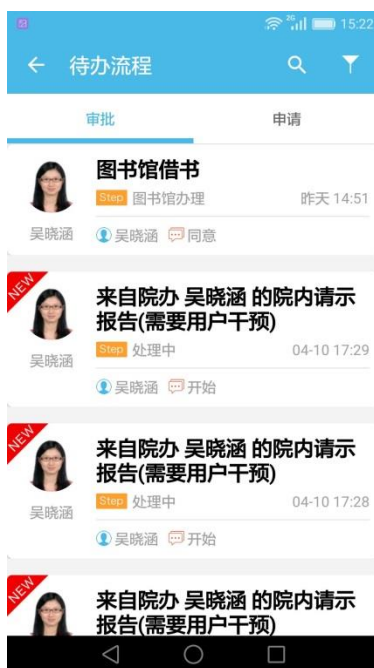 2G 15:22
待办流程
审批 申请
图书馆借书
Step 图书馆办理 昨天 14:51
吴晓涵 吴晓涵 同意
NEW
来自院办 吴晓涵 的院内请示
报告(需要用户干预)
Step 处理中 04-10 17:29
吴晓涵
吴晓涵 开始
NEW
来自院办 吴晓涵 的院内请示
报告(需要用户干预)
Step 处理中 04-10 17:28
吴晓涵
吴晓涵 开始
NEW
来自院办 吴晓涵 的院内请示
报告(需要用户干预)